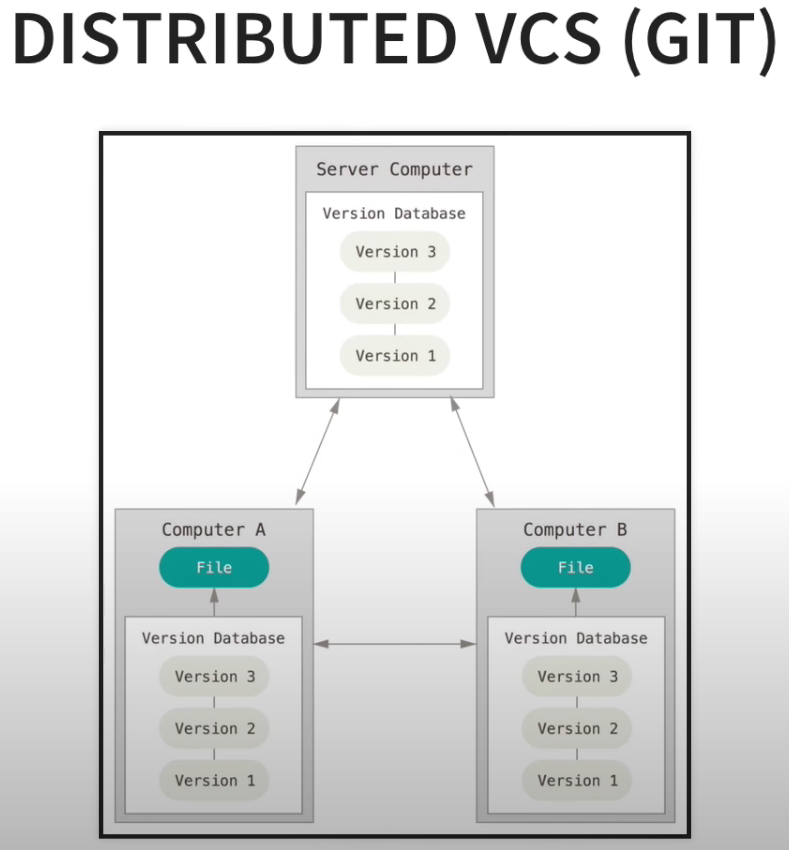 DISTRIBUTED VCS (GIT)
Server Computer
Version Database
Version 3
Version 2
Version 1
Computer A
File
Version Database
Version 3
Version 2
Version 1
Computer B
File
Version Database
Version 3
Version 2
Version 1